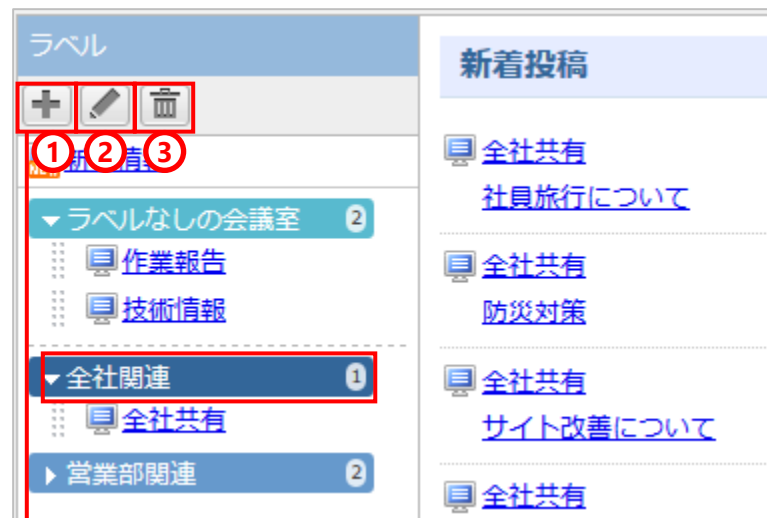 ラベル
① ② ③
ラベルなしの会議室 2
作業報告
技術情報
全社関連 1
全社共有
営業部関連 2
新着投稿
全社共有
社員旅行について
全社共有
防災対策
全社共有
サイト改善について
全社共有